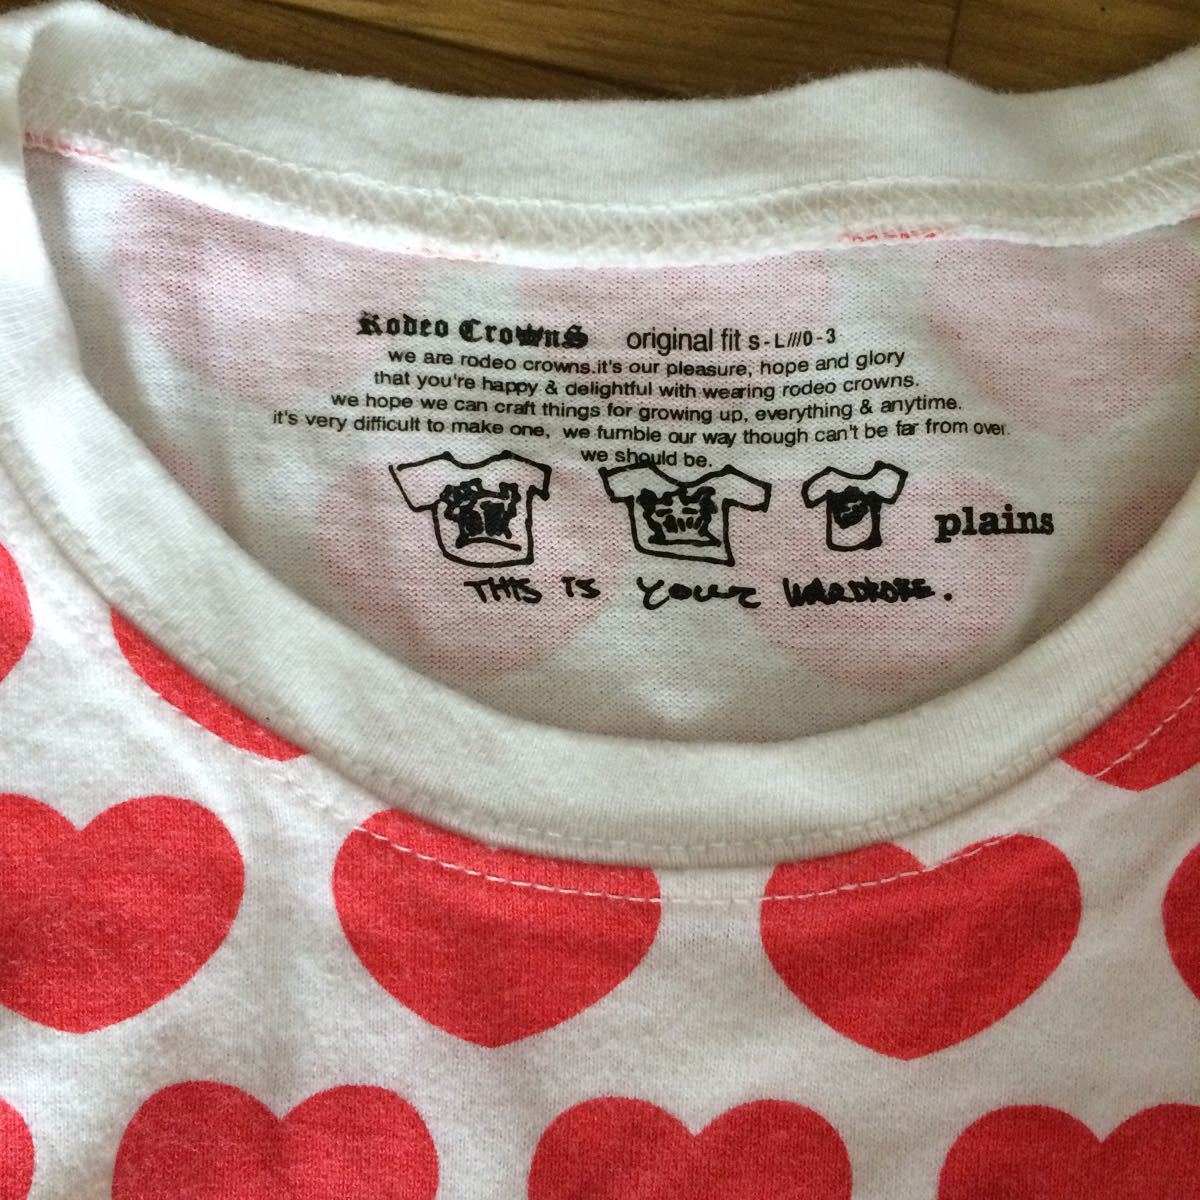 Rodeo CrownS original fit S-L///0-3
we are rodeo crowns.it's our pleasure, hope and glory
that you're happy & delightful with wearing rodeo crowns.
we hope we can craft things for growing up, everything & anytime.
it's very difficult to make one, we fumble our way though can't be far from over.
we should be.
plains
THIS IS YOUR WARDROBE.